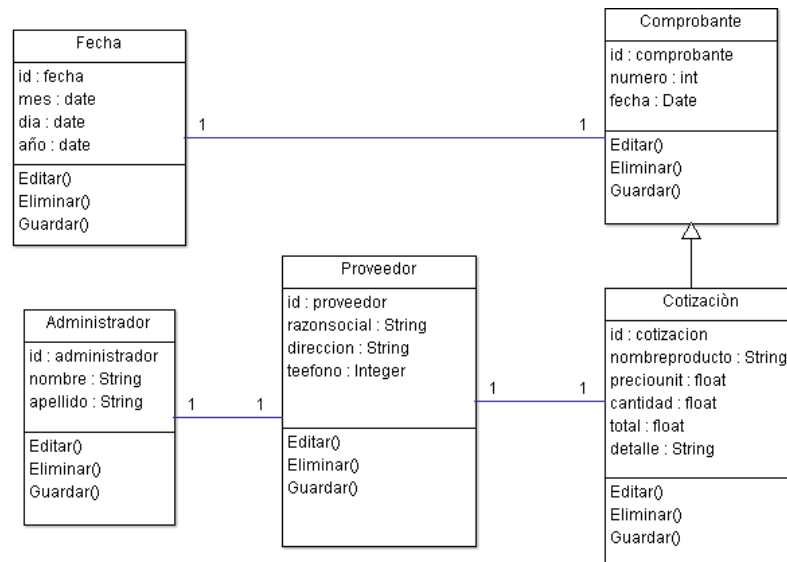 Fecha
id : fecha
mes : date
dia : date
año : date
Editar()
Eliminar()
Guardar()
1
1
Comprobante
id : comprobante
numero : int
fecha : Date
Editar()
Eliminar()
Guardar()
Administrador
id : administrador
nombre : String
apellido : String
Editar()
Eliminar()
Guardar()
1
1
Proveedor
id : proveedor
razonsocial : String
direccion : String
teefono : Integer
Editar()
Eliminar()
Guardar()
1
1
Cotizaciòn
id : cotizacion
nombreproducto : String
preciounit : float
cantidad : float
total : float
detalle : String
Editar()
Eliminar()
Guardar()